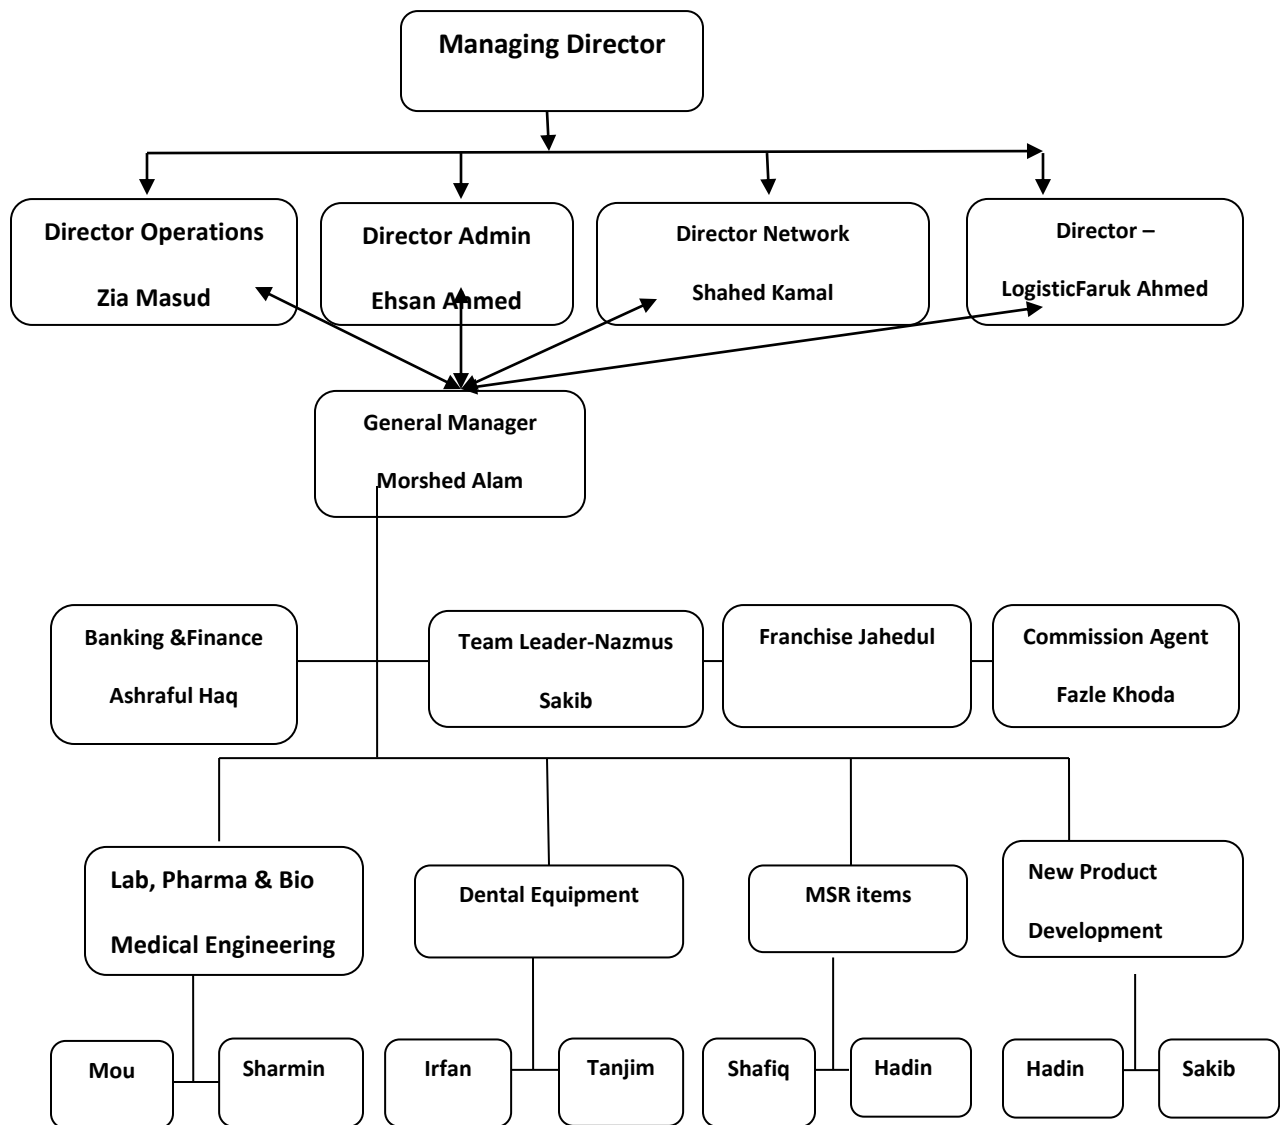 Managing Director
Director Operations
Zia Masud
Director Admin
Ehsan Ahmed
Director Network
Shahed Kamal
Director –
LogisticFaruk Ahmed
General Manager
Morshed Alam
Banking &Finance
Ashraful Haq
Team Leader-Nazmus
Sakib
Franchise Jahedul
Commission Agent
Fazle Khoda
Lab, Pharma & Bio
Medical Engineering
Dental Equipment
MSR items
New Product
Development
Mou
Sharmin
Irfan
Tanjim
Shafiq
Hadin
Hadin
Sakib